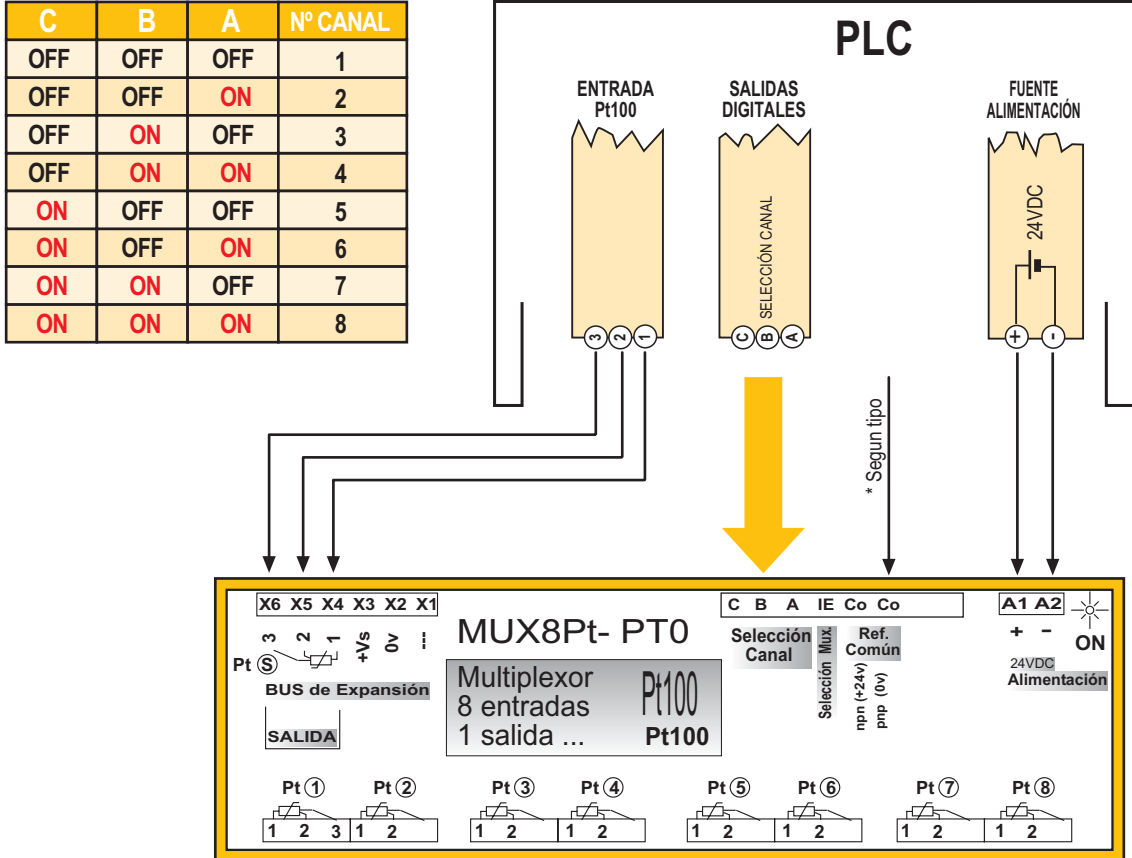 C B A Nº CANAL
OFF OFF OFF 1
OFF OFF ON 2
OFF ON OFF 3
OFF ON ON 4
ON OFF OFF 5
ON OFF ON 6
ON ON OFF 7
ON ON ON 8
PLC
ENTRADA
Pt100
SALIDAS
DIGITALES
FUENTE
ALIMENTACIÓN
SELECCIÓN CANAL
24VDC
3 2 1
C B A
+ -
* Segun tipo
X6 X5 X4 X3 X2 X1
3 2 1 +Vs 0v ---
Pt S
BUS de Expansión
SALIDA
MUX8Pt- PT0
Multiplexor
8 entradas
1 salida ...
Pt100
Pt100
C B A IE Co Co
Selección
Canal
Selección Mux.
Ref.
Común
npn (+24v)
pnp (0v)
A1 A2
+ -
ON
24VDC
Alimentación
Pt 1 Pt 2 Pt 3 Pt 4 Pt 5 Pt 6 Pt 7 Pt 8
1 2 3 1 2 1 2 1 2 1 2 1 2 1 2 1 2